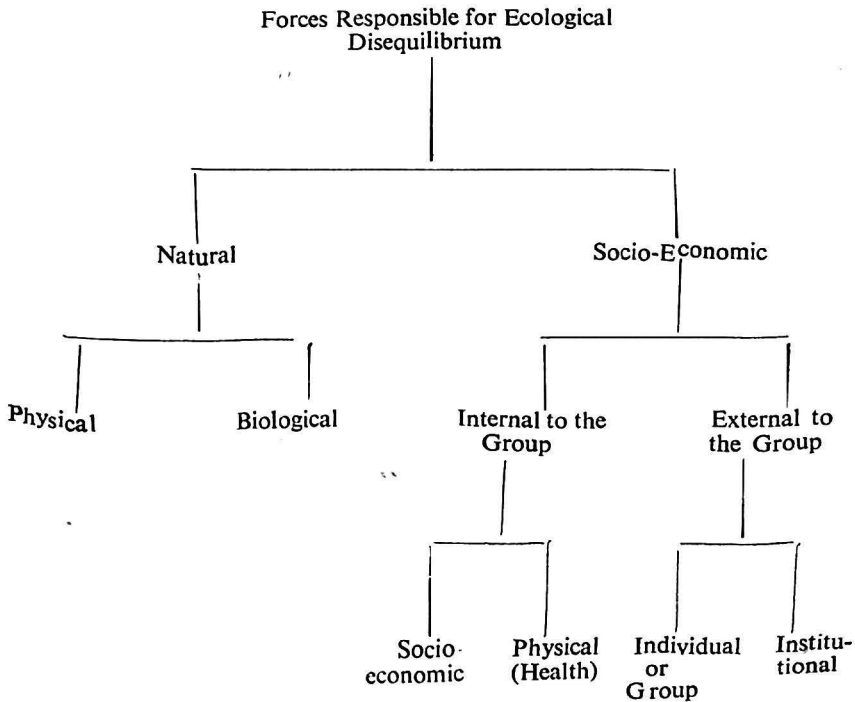 Forces Responsible for Ecological
Disequilibrium
Natural
Socio-Economic
Physical
Biological
Internal to the
Group
External to
the Group
Socio-
economic
Physical
(Health)
Individual
or
Group
Institu-
tional